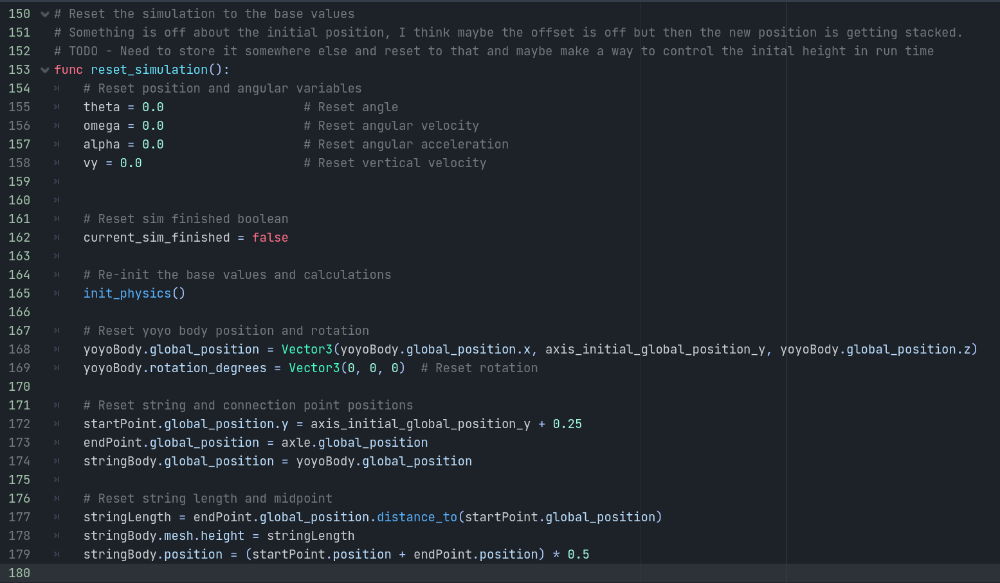 150 # Reset the simulation to the base values
151 # Something is off about the initial position, I think maybe the offset is off but then the new position is getting stacked.
152 # TODO - Need to store it somewhere else and reset to that and maybe make a way to control the inital height in run time
153 func reset_simulation():
154 # Reset position and angular variables
155 theta = 0.0 # Reset angle
156 omega = 0.0 # Reset angular velocity
157 alpha = 0.0 # Reset angular acceleration
158 vy = 0.0 # Reset vertical velocity
159
160
161 # Reset sim finished boolean
162 current_sim_finished = false
163
164 # Re-init the base values and calculations
165 init_physics()
166
167 # Reset yoyo body position and rotation
168 yoyoBody.global_position = Vector3(yoyoBody.global_position.x, axis_initial_global_position_y, yoyoBody.global_position.z)
169 yoyoBody.rotation_degrees = Vector3(0, 0, 0) # Reset rotation
170
171 # Reset string and connection point positions
172 startPoint.global_position.y = axis_initial_global_position_y + 0.25
173 endPoint.global_position = axle.global_position
174 stringBody.global_position = yoyoBody.global_position
175
176 # Reset string length and midpoint
177 stringLength = endPoint.global_position.distance_to(startPoint.global_position)
178 stringBody.mesh.height = stringLength
179 stringBody.position = (startPoint.position + endPoint.position) * 0.5
180